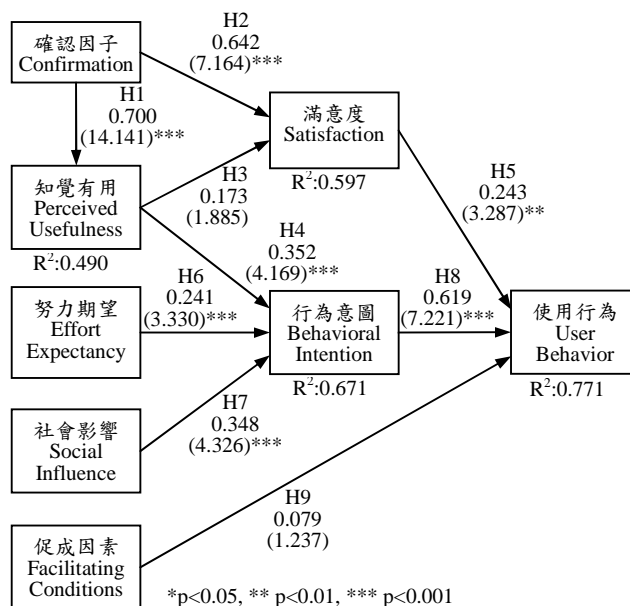 確認因子
Confirmation
H2
0.642
(7.164)***
H1
0.700
(14.141)***
滿意度
Satisfaction
R²:0.597
知覺有用
Perceived
Usefulness
R²:0.490
H3
0.173
(1.885)
H5
0.243
(3.287)**
H4
0.352
(4.169)***
H6
0.241
(3.330)***
H8
0.619
(7.221)***
努力期望
Effort
Expectancy
行為意圖
Behavioral
Intention
R²:0.671
使用行為
User
Behavior
R²:0.771
H7
0.348
(4.326)***
社會影響
Social
Influence
H9
0.079
(1.237)
促成因素
Facilitating
Conditions
*p<0.05, ** p<0.01, *** p<0.001